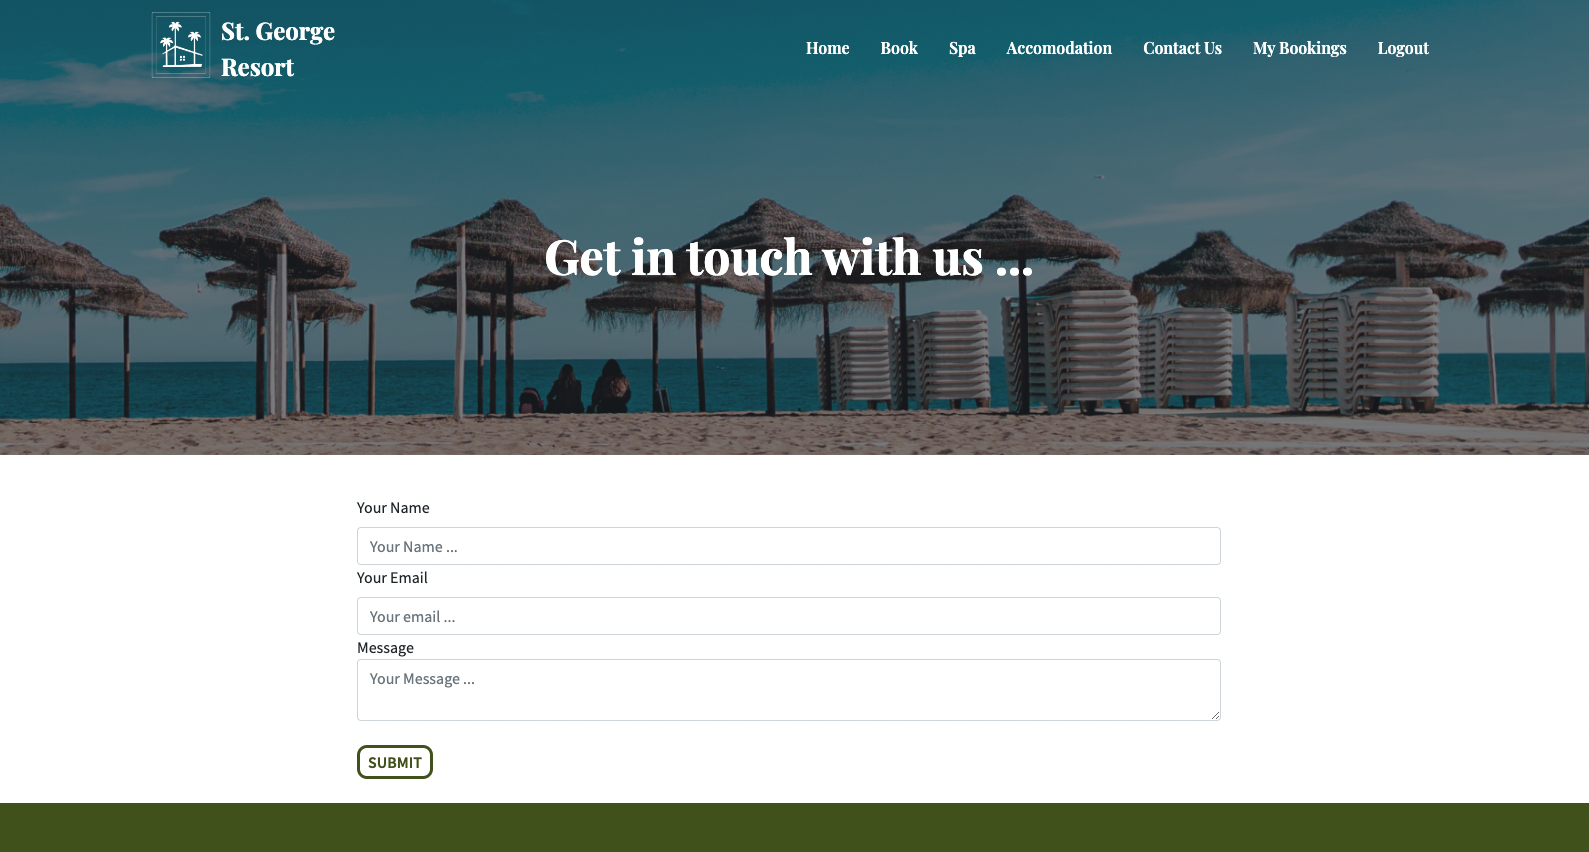 St. George
Resort
Home Book Spa Accomodation Contact Us My Bookings Logout
Get in touch with us ...
Your Name
Your Name ...
Your Email
Your email ...
Message
Your Message ...
SUBMIT